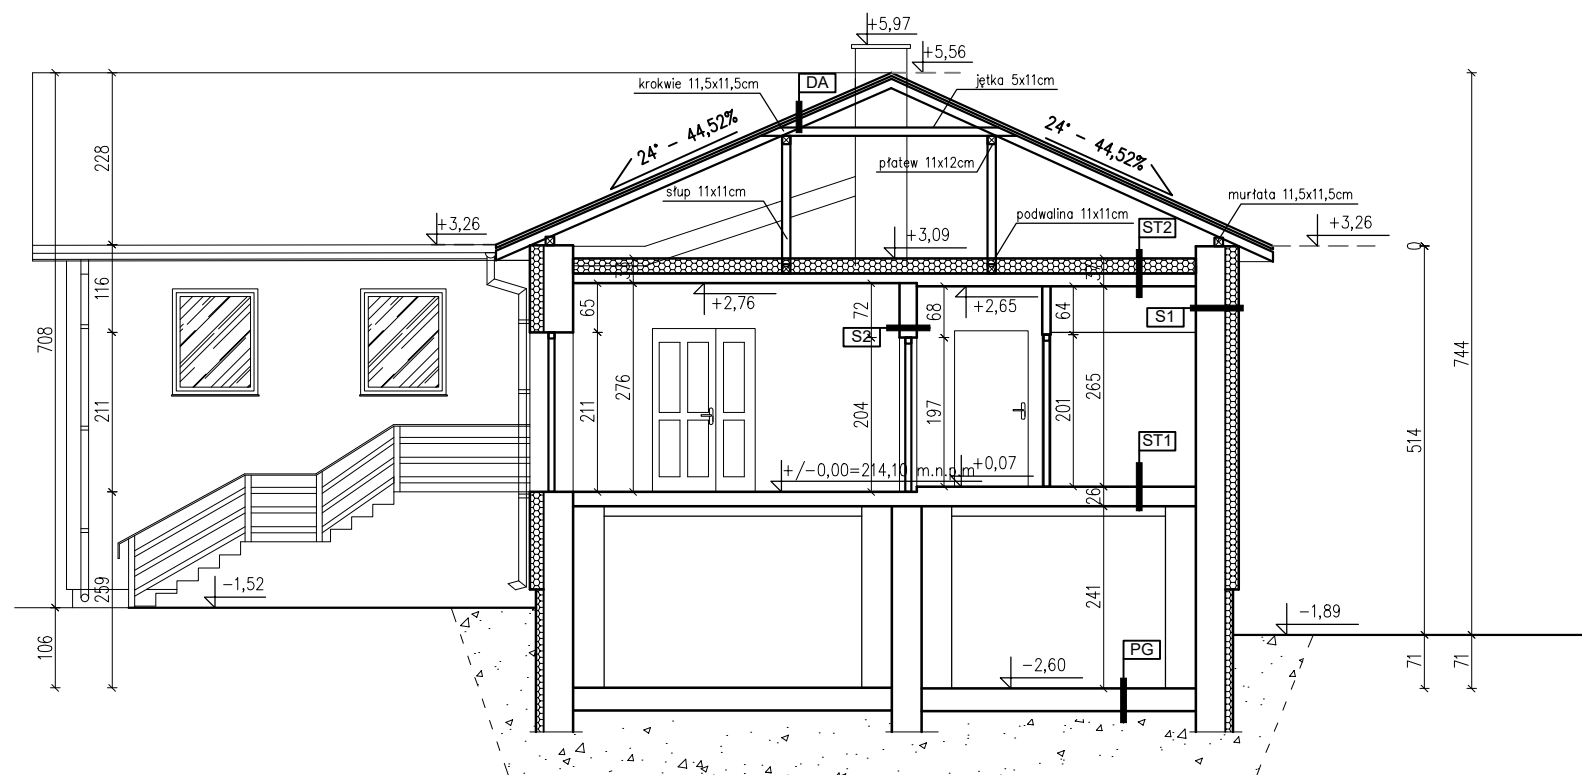 +5,97
+5,56
krokwie 11,5x11,5cm
DA
jętka 5x11cm
24° - 44,52%
24° - 44,52%
228
płatew 11x12cm
słup 11x11cm
murłata 11,5x11,5cm
podwalina 11x11cm
+3,26
+3,09
ST2
+3,26
0
116
65
+2,76
72
68
+2,65
64
S1
S2
708
744
211
211
276
204
197
201
265
514
ST1
+/-0,00=214,10 m.n.p.m
+0,07
26
259
-1,52
241
-1,89
106
PG
-2,60
71
71